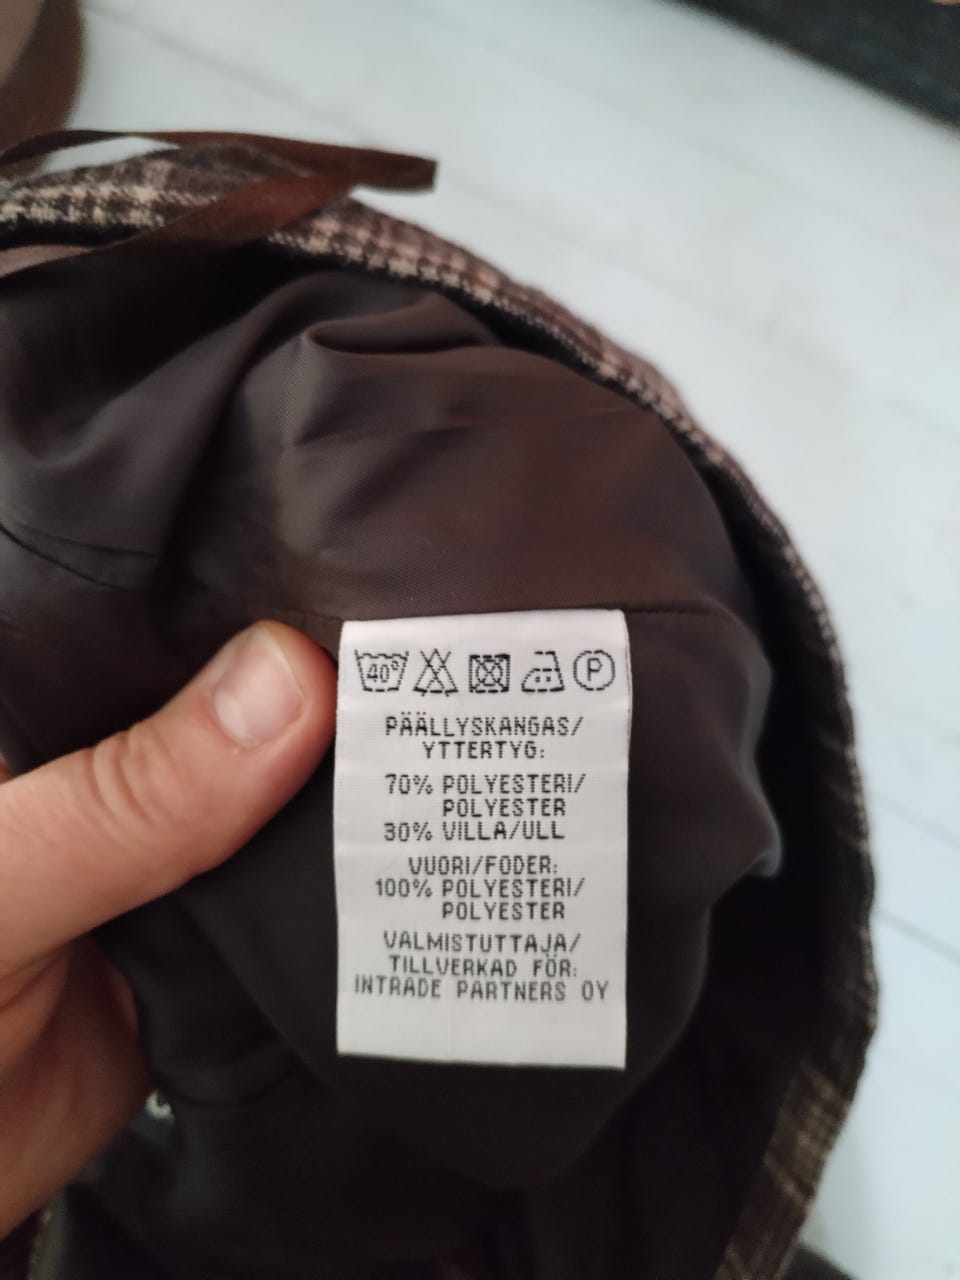 40°
P
PÄÄLLYSKANGAS/
YTTERTYG:
70% POLYESTERI/
POLYESTER
30% VILLA/ULL
VUORI/FODER:
100% POLYESTERI/
POLYESTER
VALMISTUTTAJA/
TILLVERKAD FÖR:
INTRADE PARTNERS OY